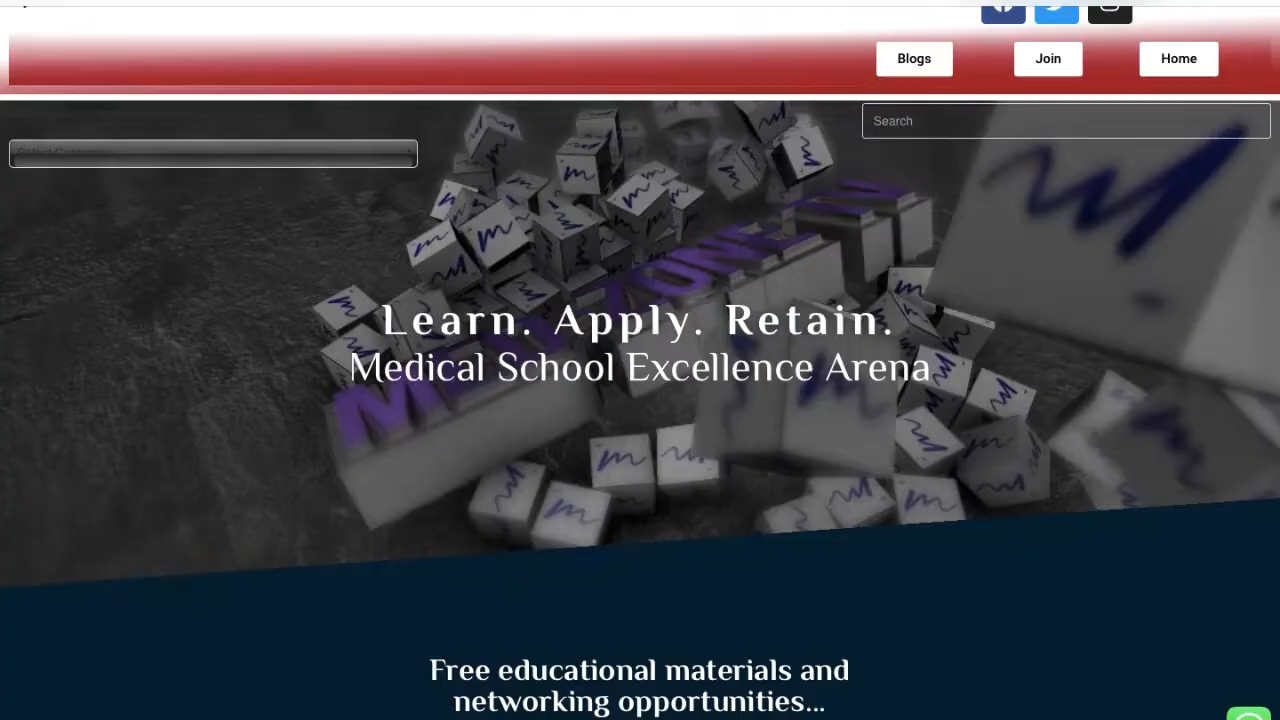 Blogs
Join
Home
Search
Learn. Apply. Retain.
Medical School Excellence Arena
Free educational materials and
networking opportunities...